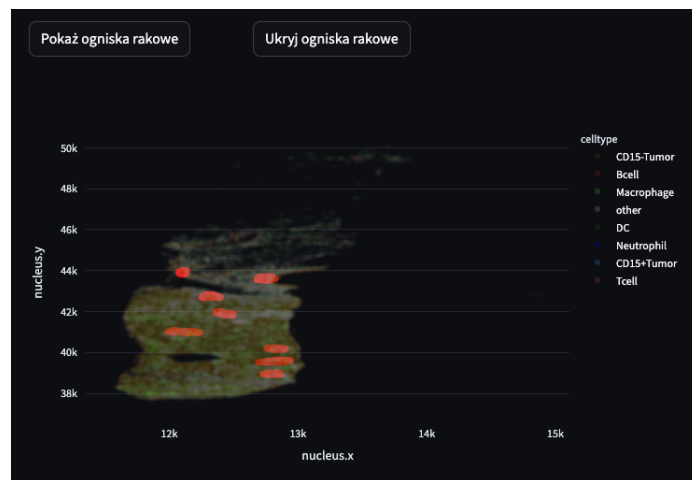 Pokaż ogniska rakowe
Ukryj ogniska rakowe
celltype
CD15-Tumor
Bcell
Macrophage
other
DC
Neutrophil
CD15+Tumor
Tcell
nucleus.y
50k
48k
46k
44k
42k
40k
38k
12k 13k 14k 15k
nucleus.x